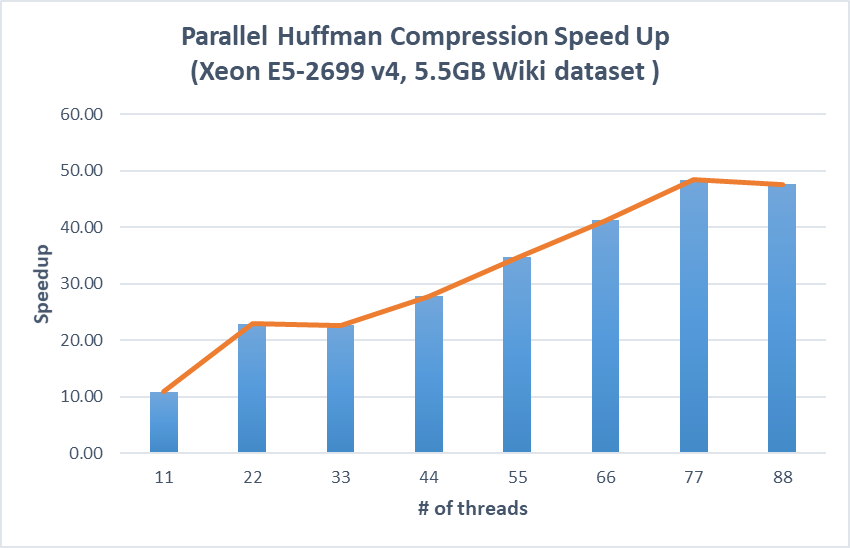 Parallel Huffman Compression Speed Up
(Xeon E5-2699 v4, 5.5GB Wiki dataset )
60.00
50.00
40.00
30.00
20.00
10.00
0.00
Speedup
11 22 33 44 55 66 77 88
# of threads